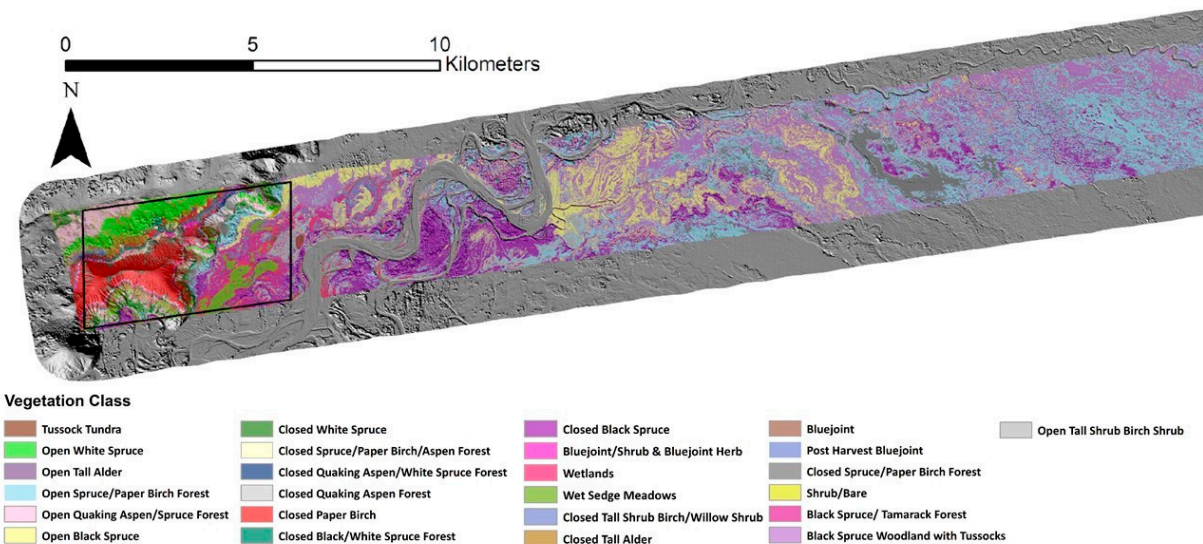 0 5 10
Kilometers
N
Vegetation Class
Tussock Tundra
Open White Spruce
Open Tall Alder
Open Spruce/Paper Birch Forest
Open Quaking Aspen/Spruce Forest
Open Black Spruce
Closed White Spruce
Closed Spruce/Paper Birch/Aspen Forest
Closed Quaking Aspen/White Spruce Forest
Closed Quaking Aspen Forest
Closed Paper Birch
Closed Black/White Spruce Forest
Closed Black Spruce
Bluejoint/Shrub & Bluejoint Herb
Wetlands
Wet Sedge Meadows
Closed Tall Shrub Birch/Willow Shrub
Closed Tall Alder
Bluejoint
Post Harvest Bluejoint
Closed Spruce/Paper Birch Forest
Shrub/Bare
Black Spruce/ Tamarack Forest
Black Spruce Woodland with Tussocks
Open Tall Shrub Birch Shrub